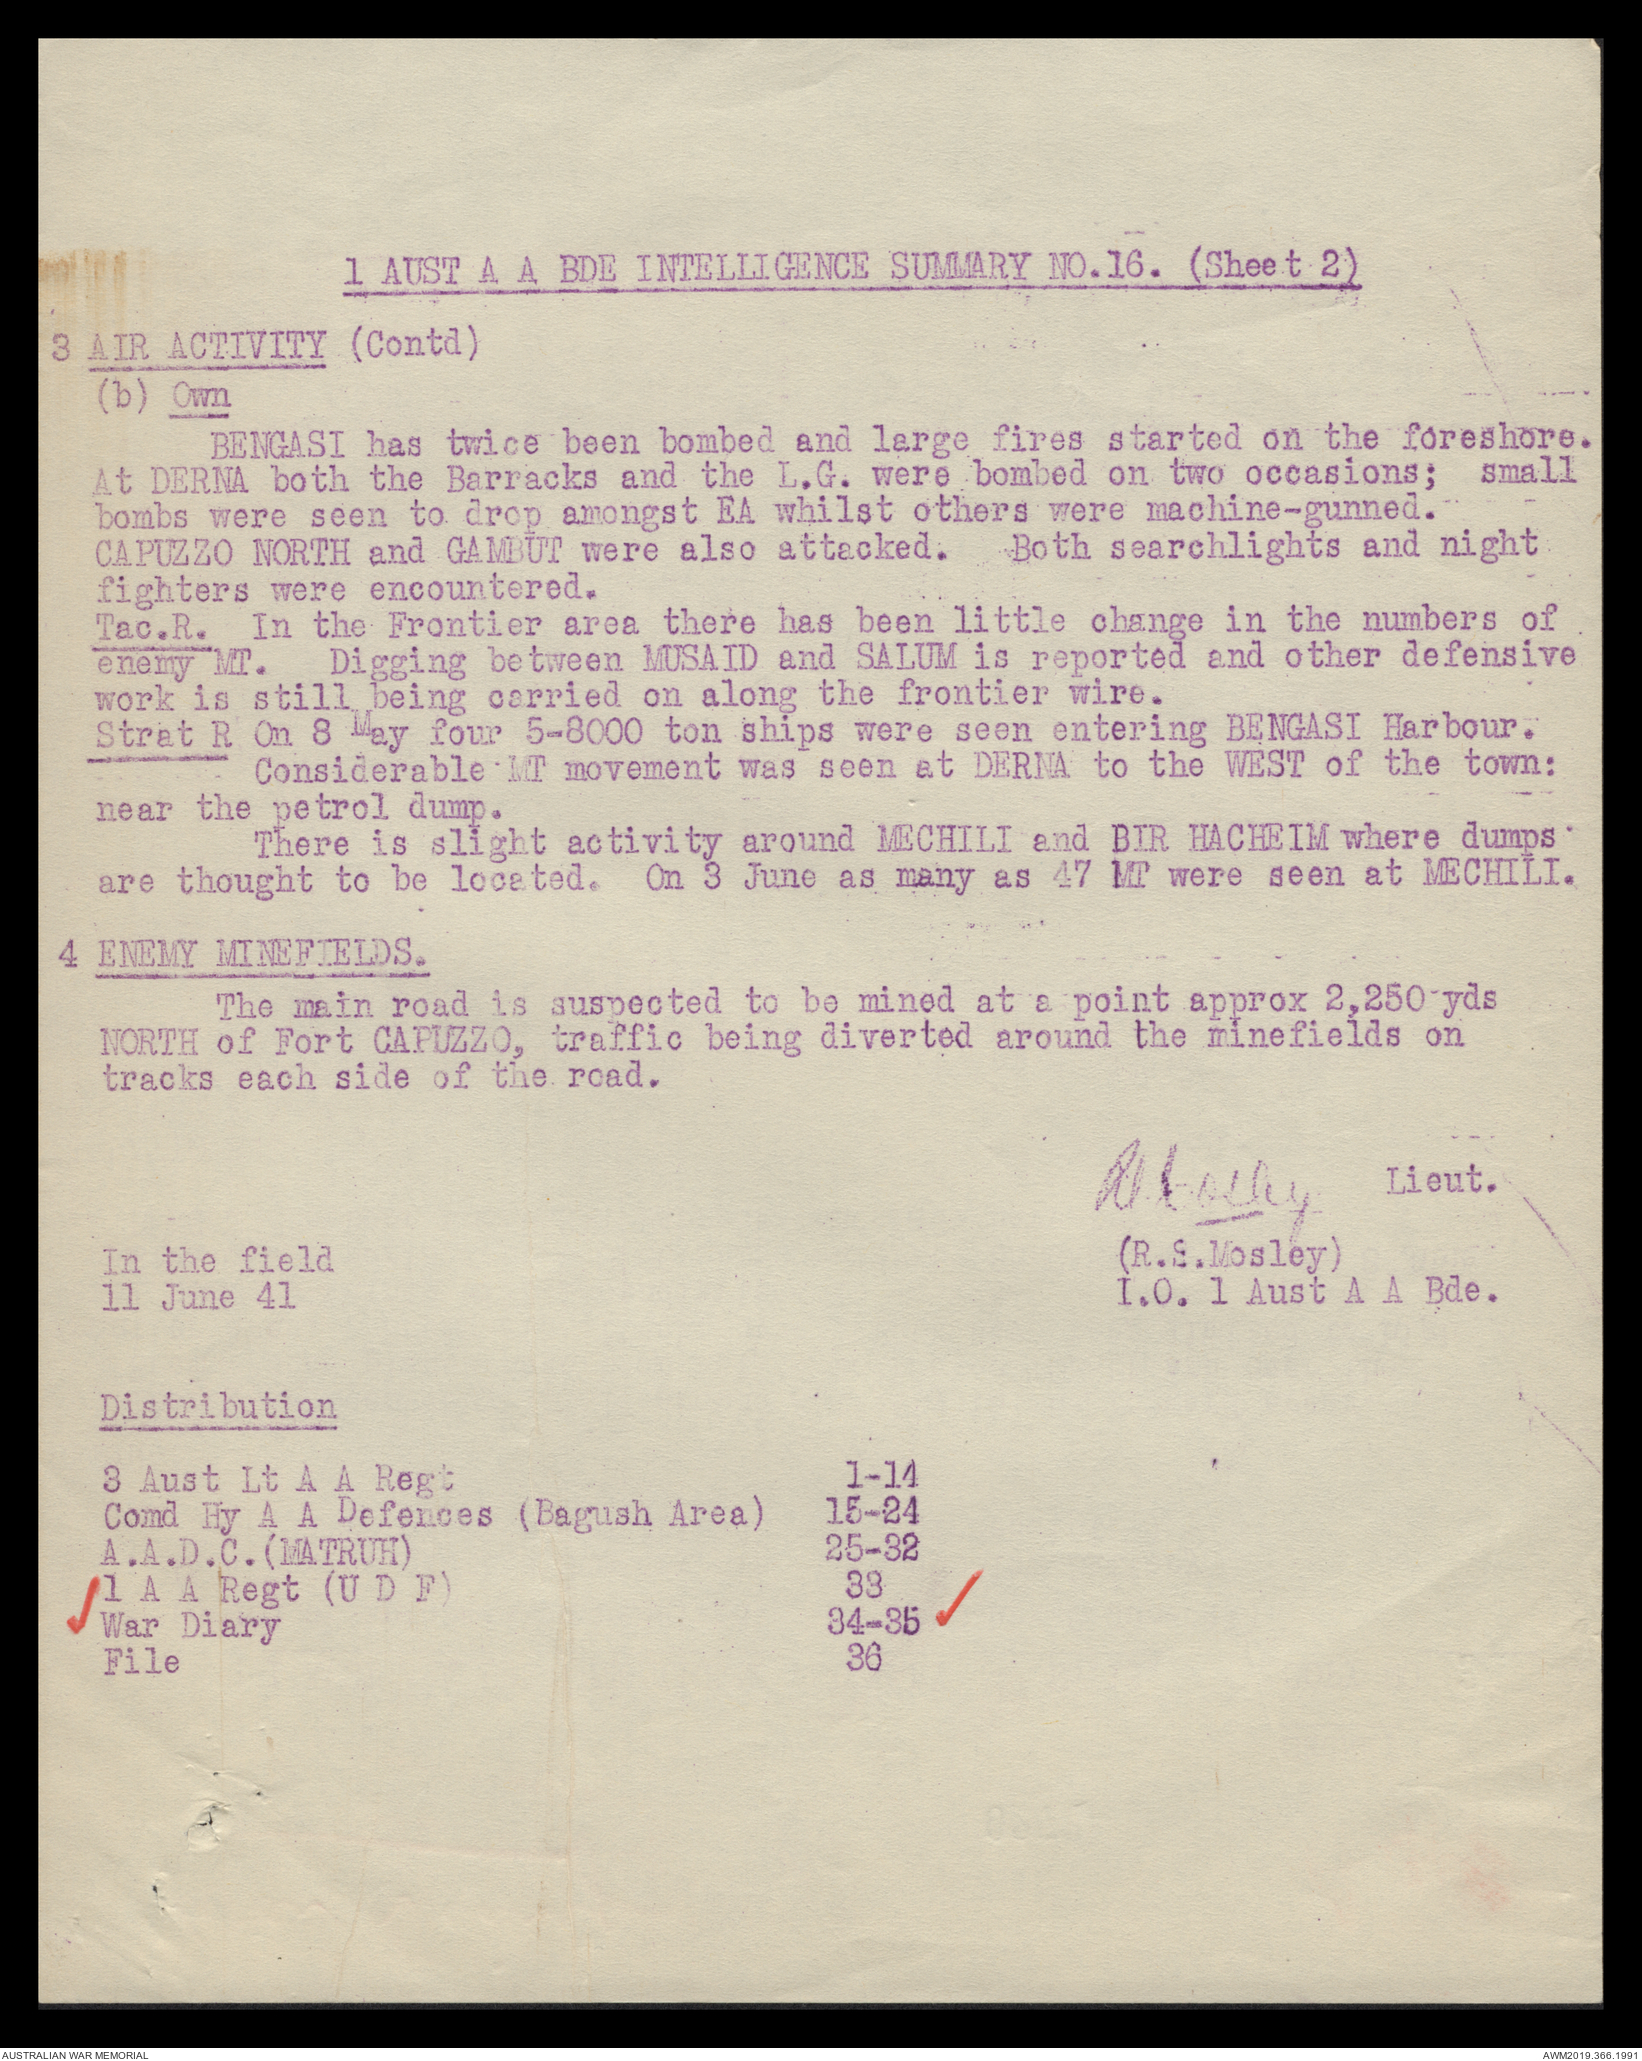 1 AUST A A BDE INTELLIGENCE SUMMARY NO.16. (Sheet 2)
3 AIR ACTIVITY (Contd)
(b) Own
BENGASI has twice been bombed and large fires started on the foreshore.
At DERNA both the Barracks and the L.G. were bombed on two occasions; small
bombs were seen to drop amongst EA whilst others were machine-gunned.
CAPUZZO NORTH and GAMBUT were also attacked. Both searchlights and night
fighters were encountered.
Tac.R. In the Frontier area there has been little change in the numbers of
enemy MT. Digging between MUSAID and SALUM is reported and other defensive
work is still being carried on along the frontier wire.
Strat R On 8 May four 5-8000 ton ships were seen entering BENGASI Harbour.
Considerable MT movement was seen at DERNA to the WEST of the town:
near the petrol dump.
There is slight activity around MECHILI and BIR HACHEIM where dumps
are thought to be located. On 3 June as many as 47 MT were seen at MECHILI.
4 ENEMY MINEFIELDS.
The main road is suspected to be mined at a point approx 2,250 yds
NORTH of Fort CAPUZZO, traffic being diverted around the minefields on
tracks each side of the road.
RSMosley Lieut.
(R.S.Mosley)
In the field
I.O. 1 Aust A A Bde.
11 June 41
Distribution
3 Aust Lt A A Regt 1-14
Comd Hy A A Defences (Bagush Area) 15-24
A.A.D.C.(MATRUH) 25-32
1 A A Regt (U D F) 33
War Diary 34-35
File 36
AUSTRALIAN WAR MEMORIAL
AWM2019.366.1991